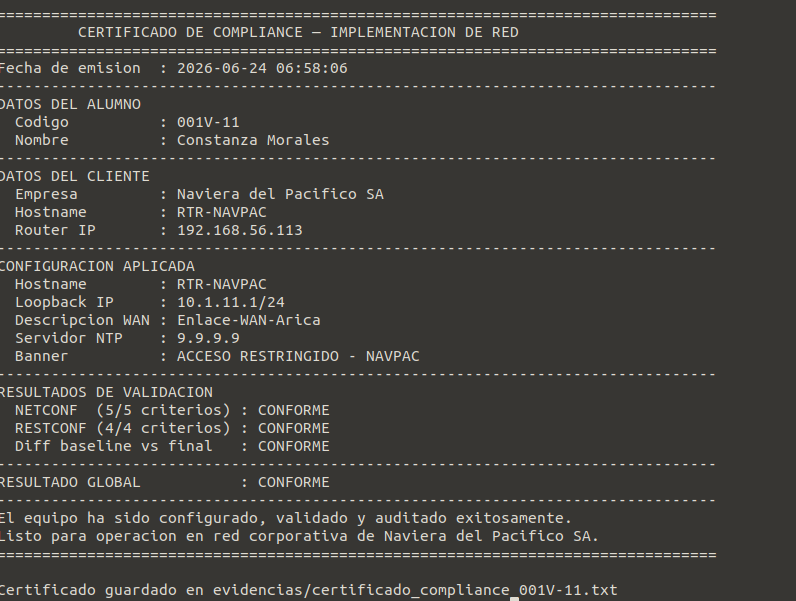 ================================================================================
CERTIFICADO DE COMPLIANCE — IMPLEMENTACION DE RED
================================================================================
Fecha de emision  : 2026-06-24 06:58:06
--------------------------------------------------------------------------------
DATOS DEL ALUMNO
  Codigo          : 001V-11
  Nombre          : Constanza Morales
--------------------------------------------------------------------------------
DATOS DEL CLIENTE
  Empresa         : Naviera del Pacifico SA
  Hostname        : RTR-NAVPAC
  Router IP       : 192.168.56.113
--------------------------------------------------------------------------------
CONFIGURACION APLICADA
  Hostname        : RTR-NAVPAC
  Loopback IP     : 10.1.11.1/24
  Descripcion WAN : Enlace-WAN-Arica
  Servidor NTP    : 9.9.9.9
  Banner          : ACCESO RESTRINGIDO - NAVPAC
--------------------------------------------------------------------------------
RESULTADOS DE VALIDACION
  NETCONF  (5/5 criterios) : CONFORME
  RESTCONF (4/4 criterios) : CONFORME
  Diff baseline vs final   : CONFORME
--------------------------------------------------------------------------------
RESULTADO GLOBAL           : CONFORME
--------------------------------------------------------------------------------
El equipo ha sido configurado, validado y auditado exitosamente.
Listo para operacion en red corporativa de Naviera del Pacifico SA.
================================================================================
Certificado guardado en evidencias/certificado_compliance_001V-11.txt